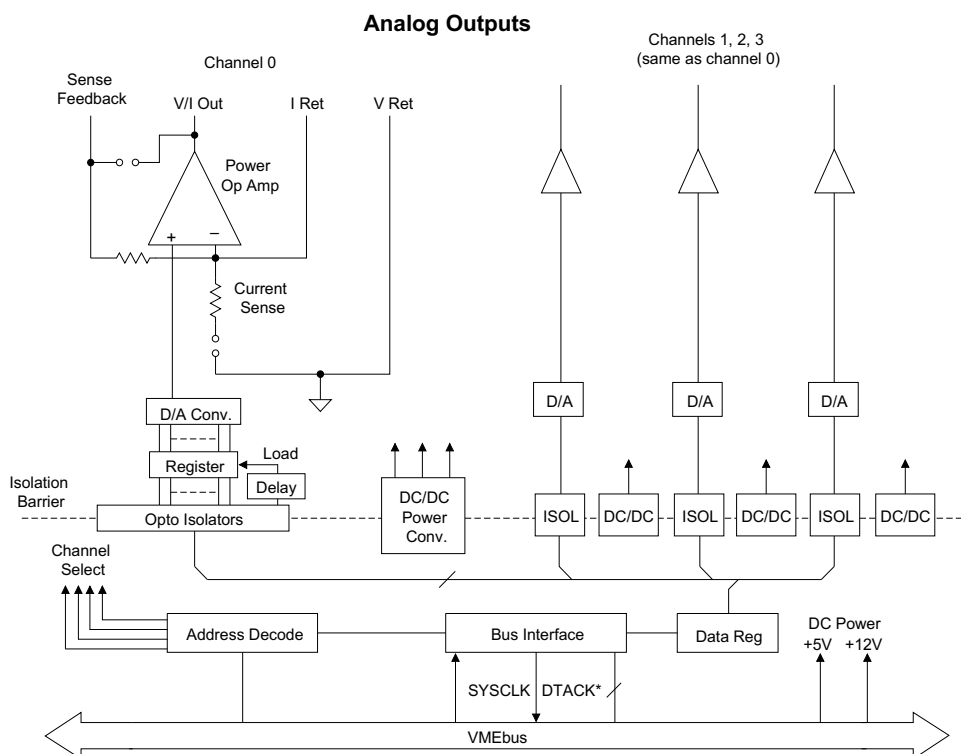 Analog Outputs
Channel 0
Channels 1, 2, 3
(same as channel 0)
Sense
Feedback
V/I Out
I Ret
V Ret
Power
Op Amp
+
–
Current
Sense
D/A Conv.
D/A
D/A
D/A
Register
Load
Delay
Isolation
Barrier
Opto Isolators
DC/DC
Power
Conv.
ISOL
DC/DC
ISOL
DC/DC
ISOL
DC/DC
Channel
Select
Address Decode
Bus Interface
Data Reg
DC Power
+5V
+12V
SYSCLK
DTACK*
VMEbus